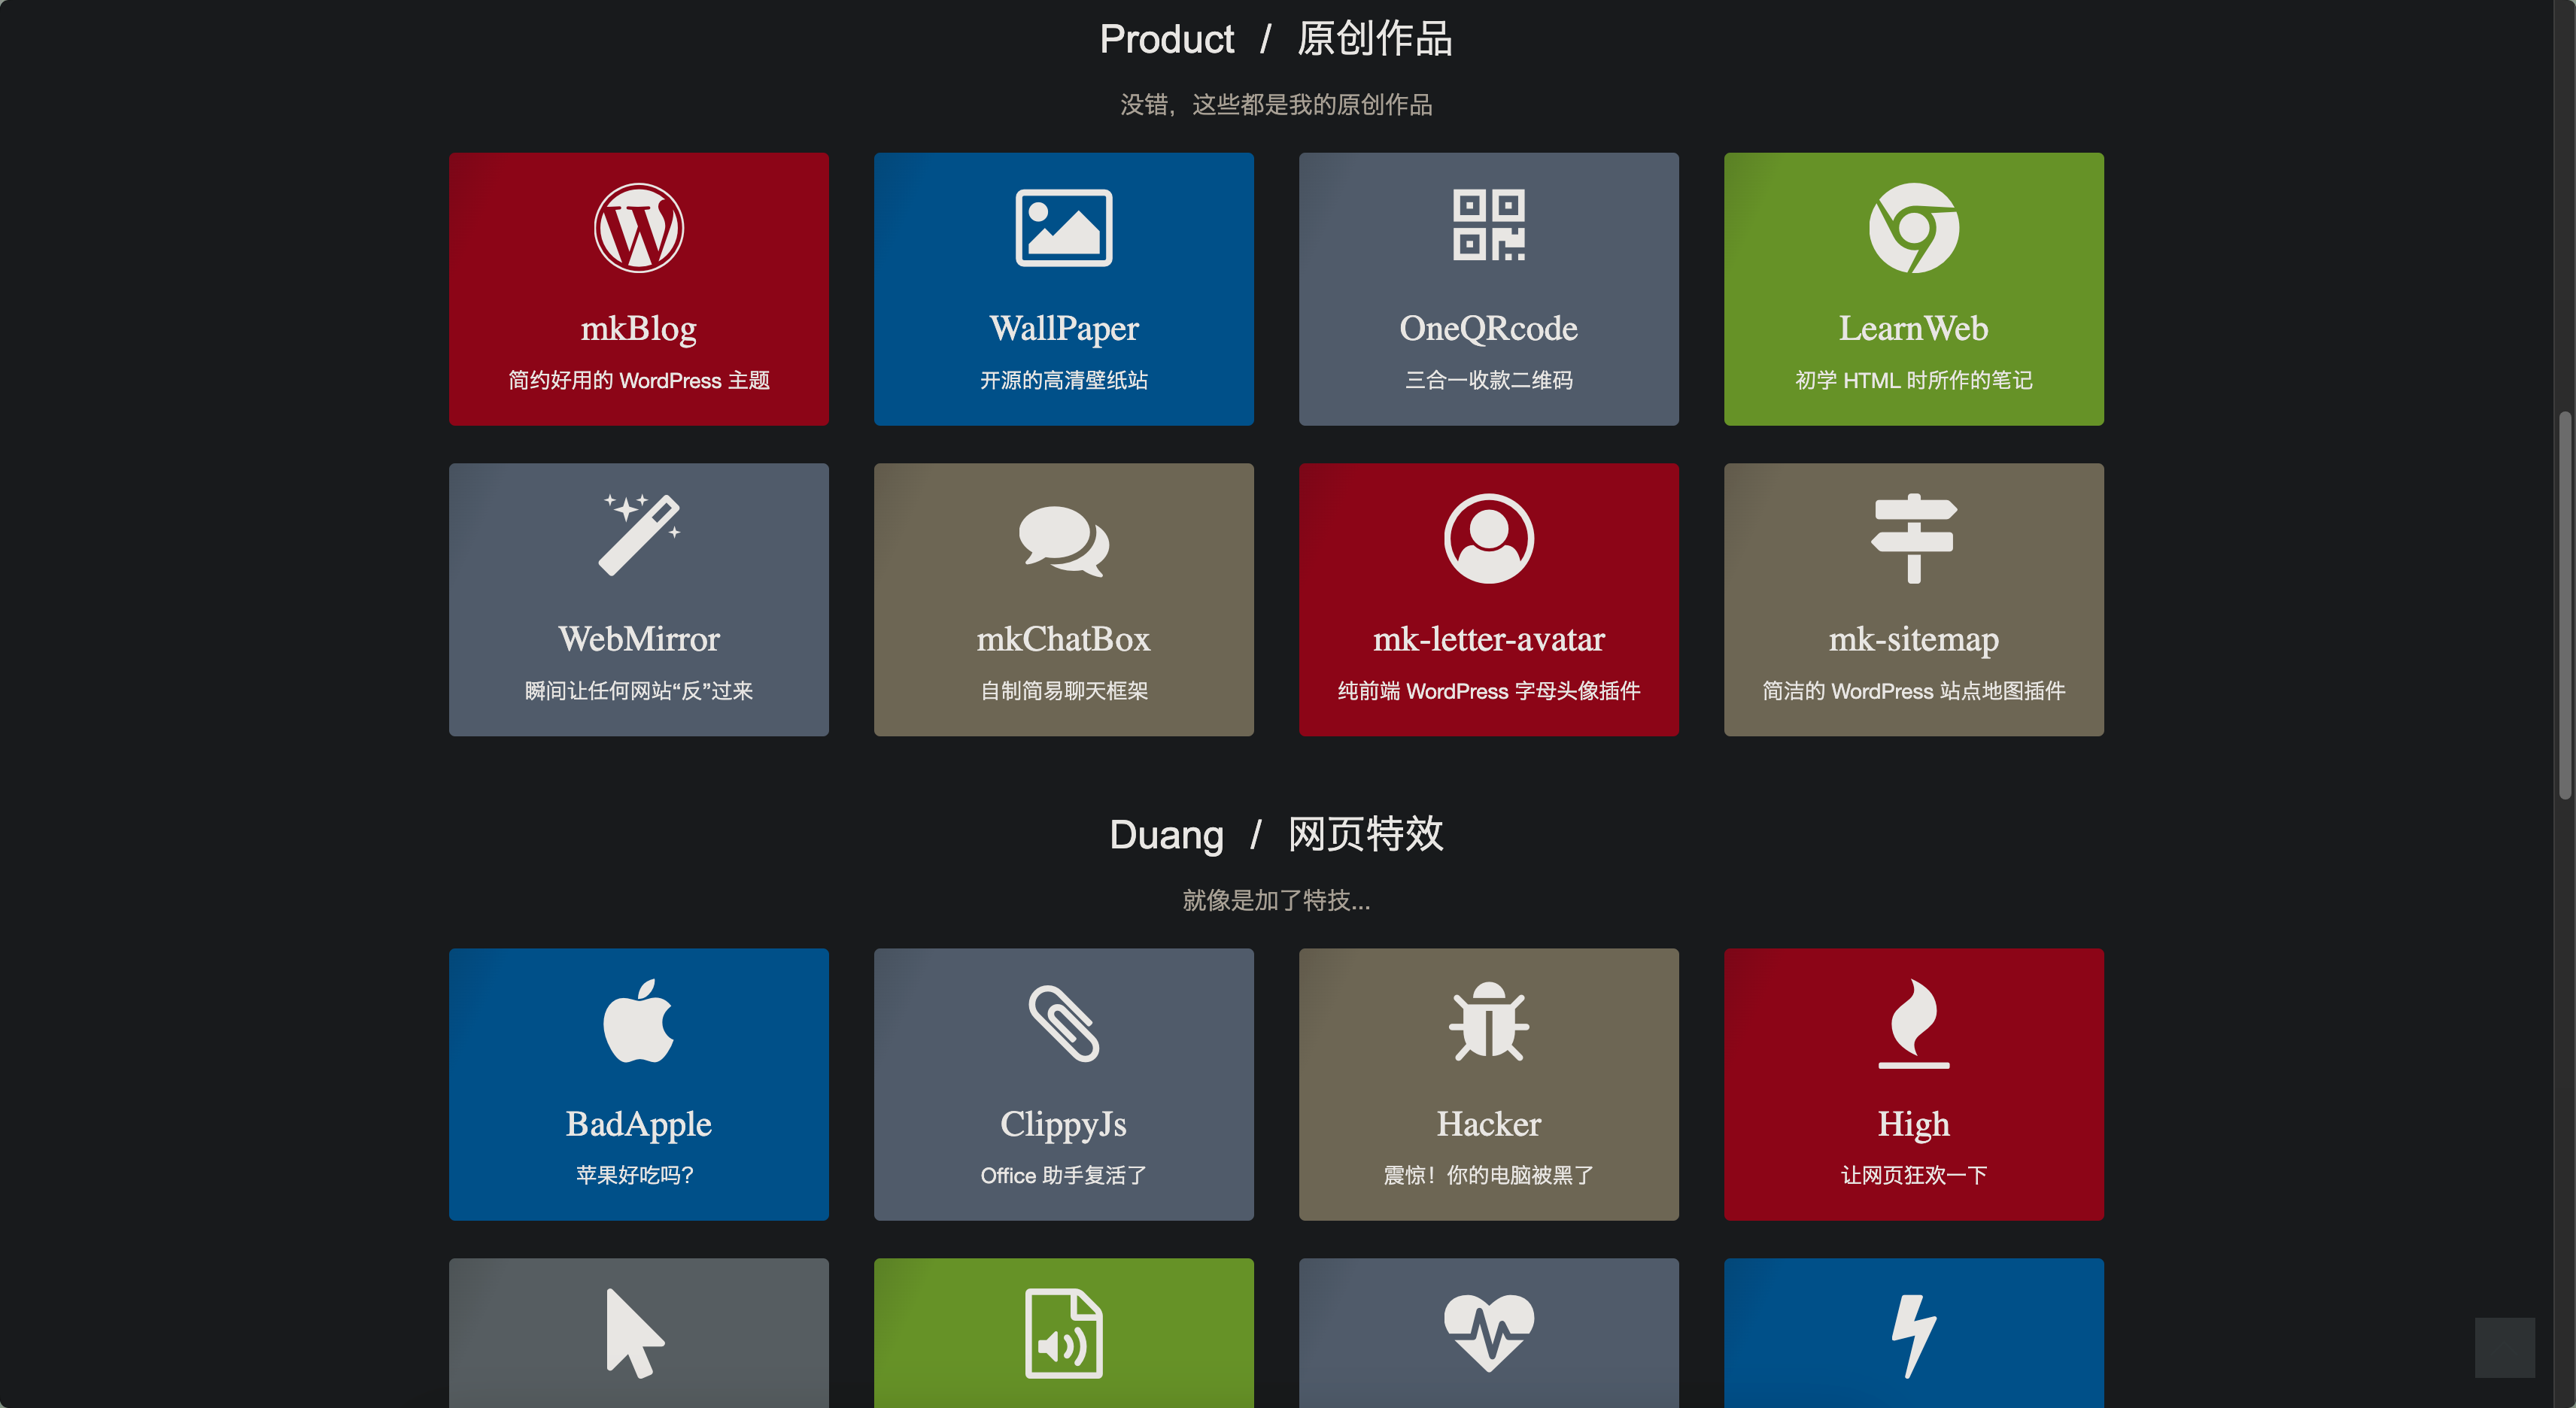 Product / 原创作品
没错，这些都是我的原创作品
mkBlog
简约好用的 WordPress 主题
WallPaper
开源的高清壁纸站
OneQRcode
三合一收款二维码
LearnWeb
初学 HTML 时所作的笔记
WebMirror
瞬间让任何网站“反”过来
mkChatBox
自制简易聊天框架
mk-letter-avatar
纯前端 WordPress 字母头像插件
mk-sitemap
简洁的 WordPress 站点地图插件
Duang / 网页特效
就像是加了特技...
BadApple
苹果好吃吗？
ClippyJs
Office 助手复活了
Hacker
震惊！你的电脑被黑了
High
让网页狂欢一下